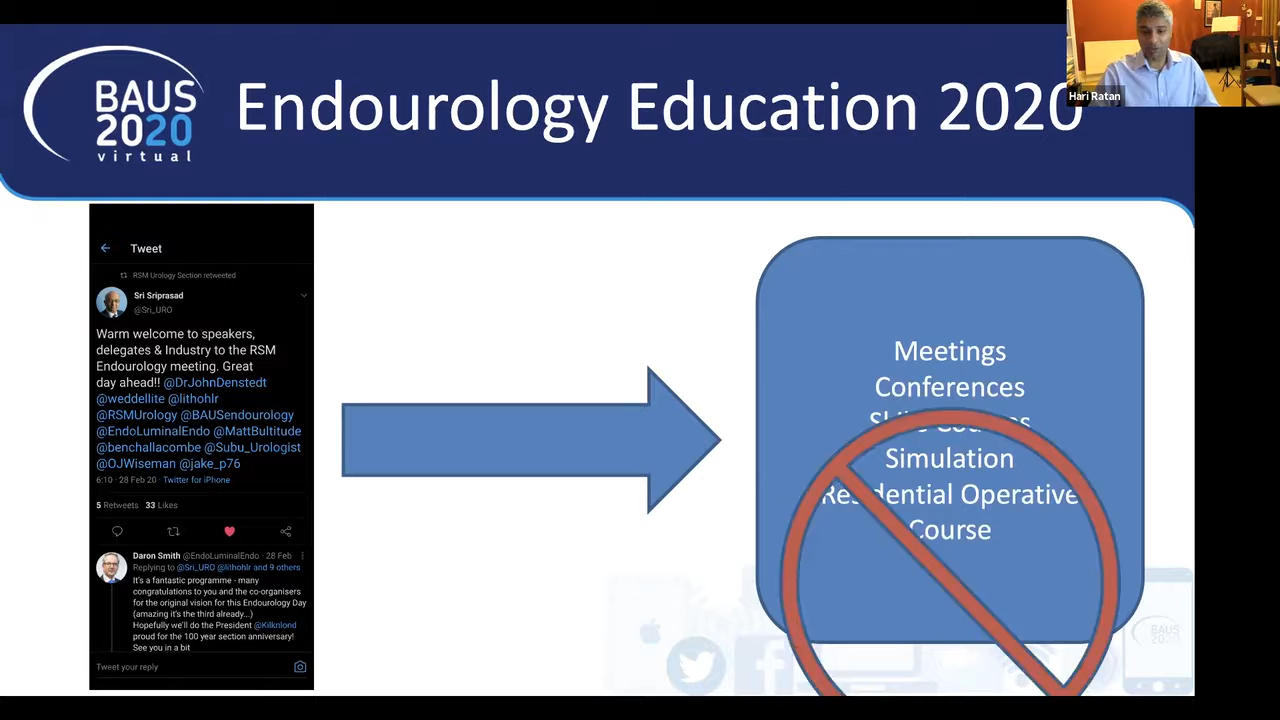 BAUS
2020
virtual
Endourology Education 2020
Hari Ratan
Tweet
RSM Urology Section retweeted
Sri Sriprasad
@Sri_URO
Warm welcome to speakers,
delegates & Industry to the RSM
Endourology meeting. Great
day ahead!! @DrJohnDenstedt
@weddellite @lithohlr
@RSMUrology @BAUSendourology
@EndoLuminalEndo @MattBultitude
@benchallacombe @Subu_Urologist
@OJWiseman @jake_p76
6:10 · 28 Feb 20 · Twitter for iPhone
5 Retweets 33 Likes
Daron Smith @EndoLuminalEndo · 28 Feb
Replying to @Sri_URO @lithohlr and 9 others
It's a fantastic programme - many
congratulations to you and the co-organisers
for the original vision for this Endourology Day
(amazing it's the third already...)
Hopefully we'll do the President @Kilknlond
proud for the 100 year section anniversary!
See you in a bit
Tweet your reply
Meetings
Conferences
Skills Courses
Simulation
Residential Operative
Course
BAUS
2020